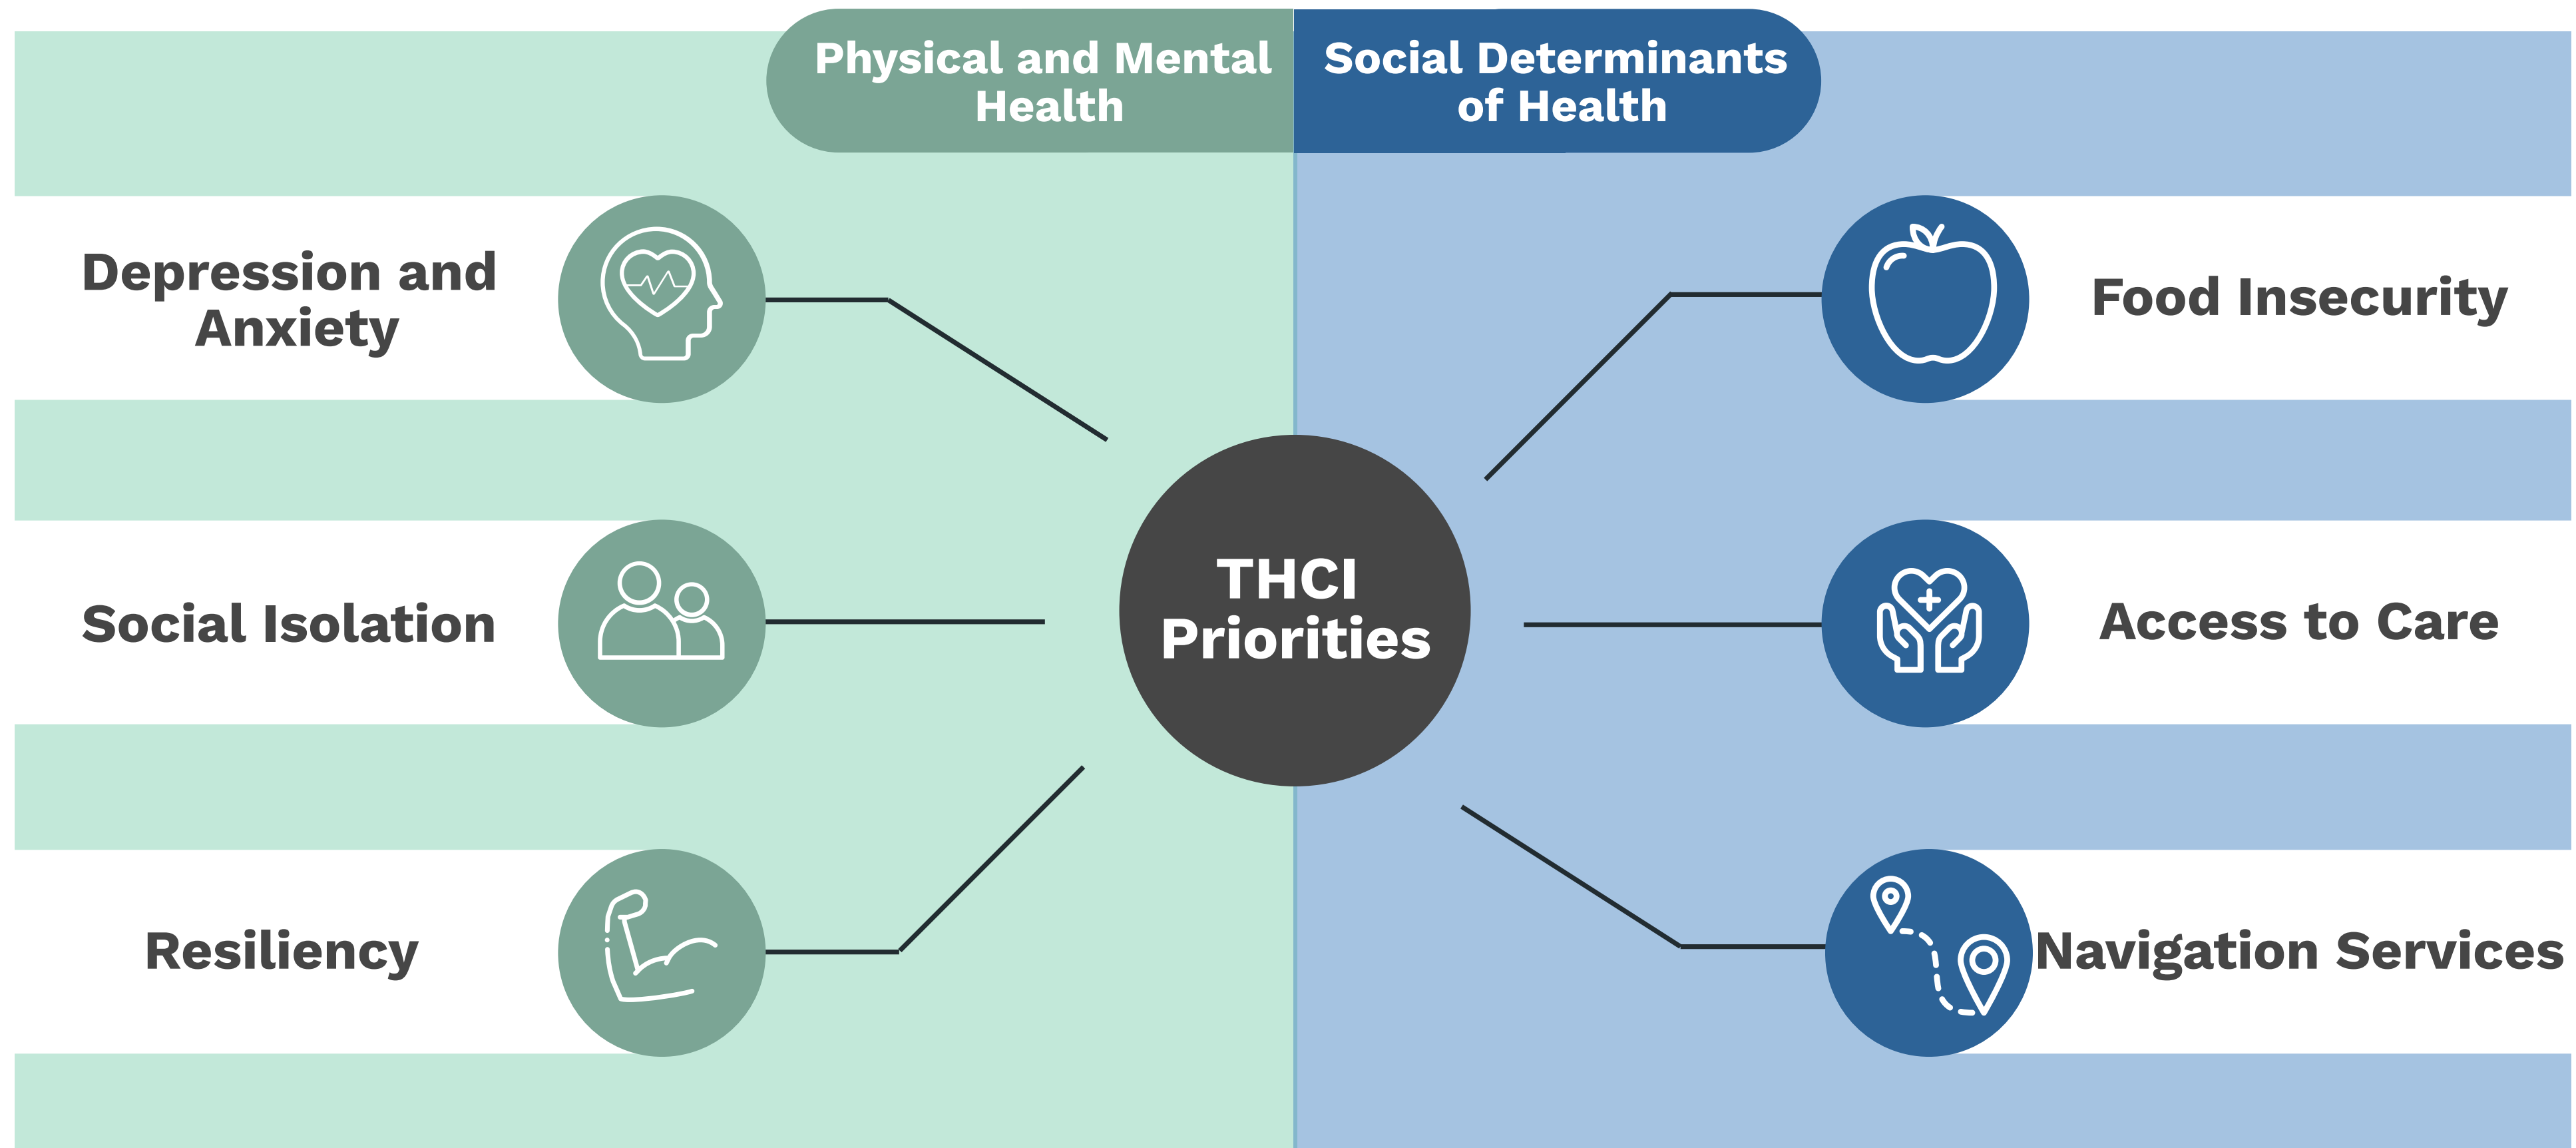 Physical and Mental
Health
Social Determinants
of Health
Depression and
Anxiety
Social Isolation
Resiliency
THCI
Priorities
Food Insecurity
Access to Care
Navigation Services